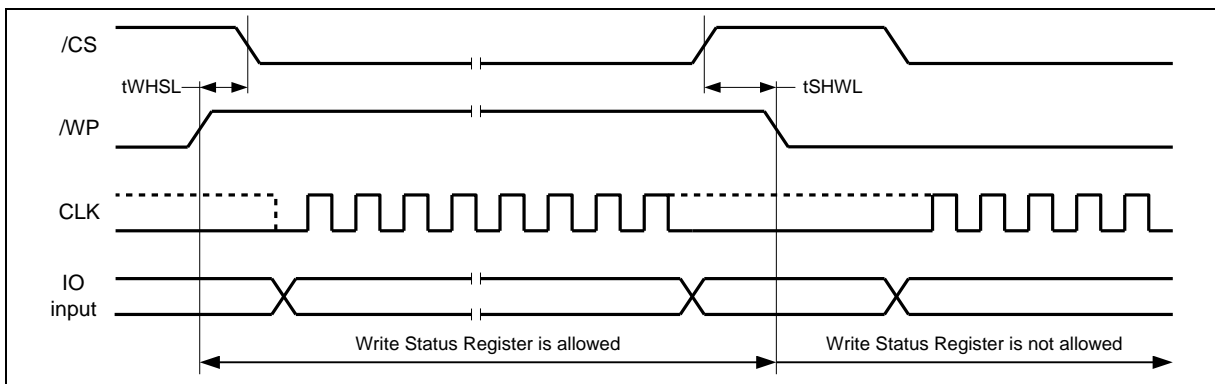 /CS
tWHSL
tSHWL
/WP
CLK
IO
input
Write Status Register is allowed
Write Status Register is not allowed